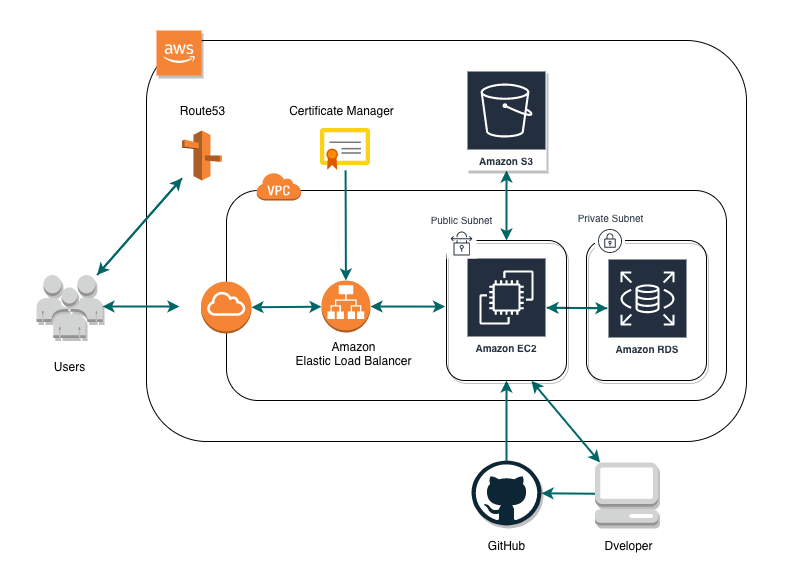 aws
Route53
Certificate Manager
Amazon S3
VPC
Public Subnet
Private Subnet
Amazon EC2
Amazon RDS
Amazon
Elastic Load Balancer
Users
GitHub
Dveloper